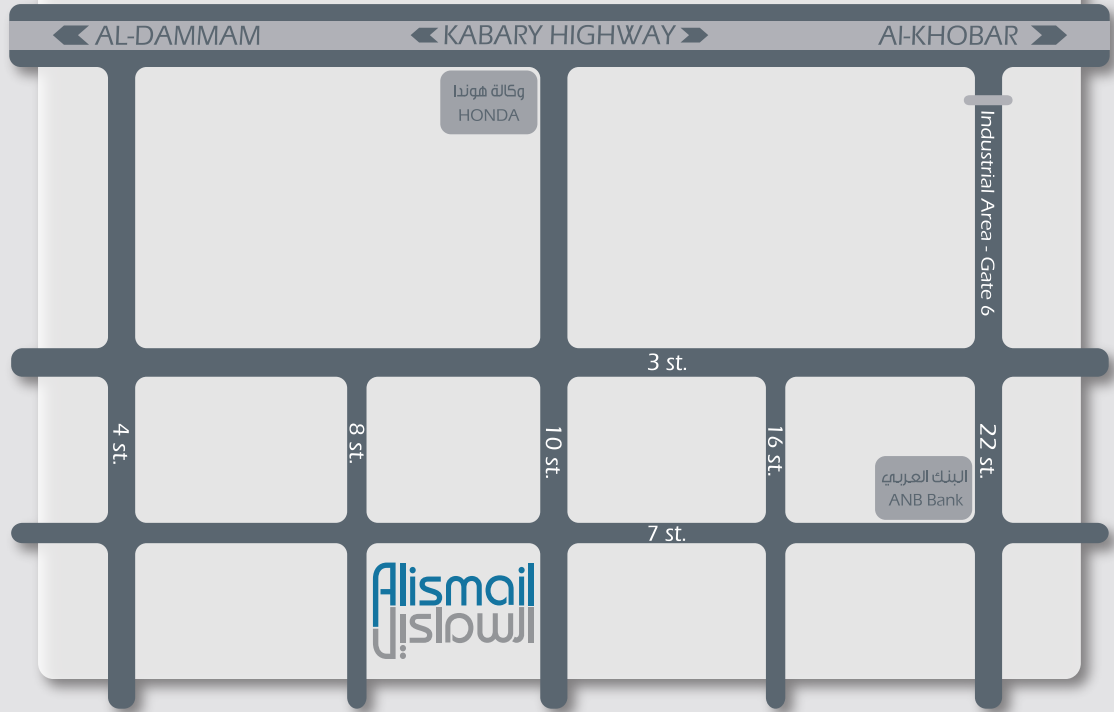 AL-DAMMAM
KABARY HIGHWAY
Al-KHOBAR
وكالة هوندا
HONDA
Industrial Area - Gate 6
3 st.
4 st.
8 st.
10 st.
16 st.
22 st.
البنك العربي
ANB Bank
7 st.
Alismail
السماعيل